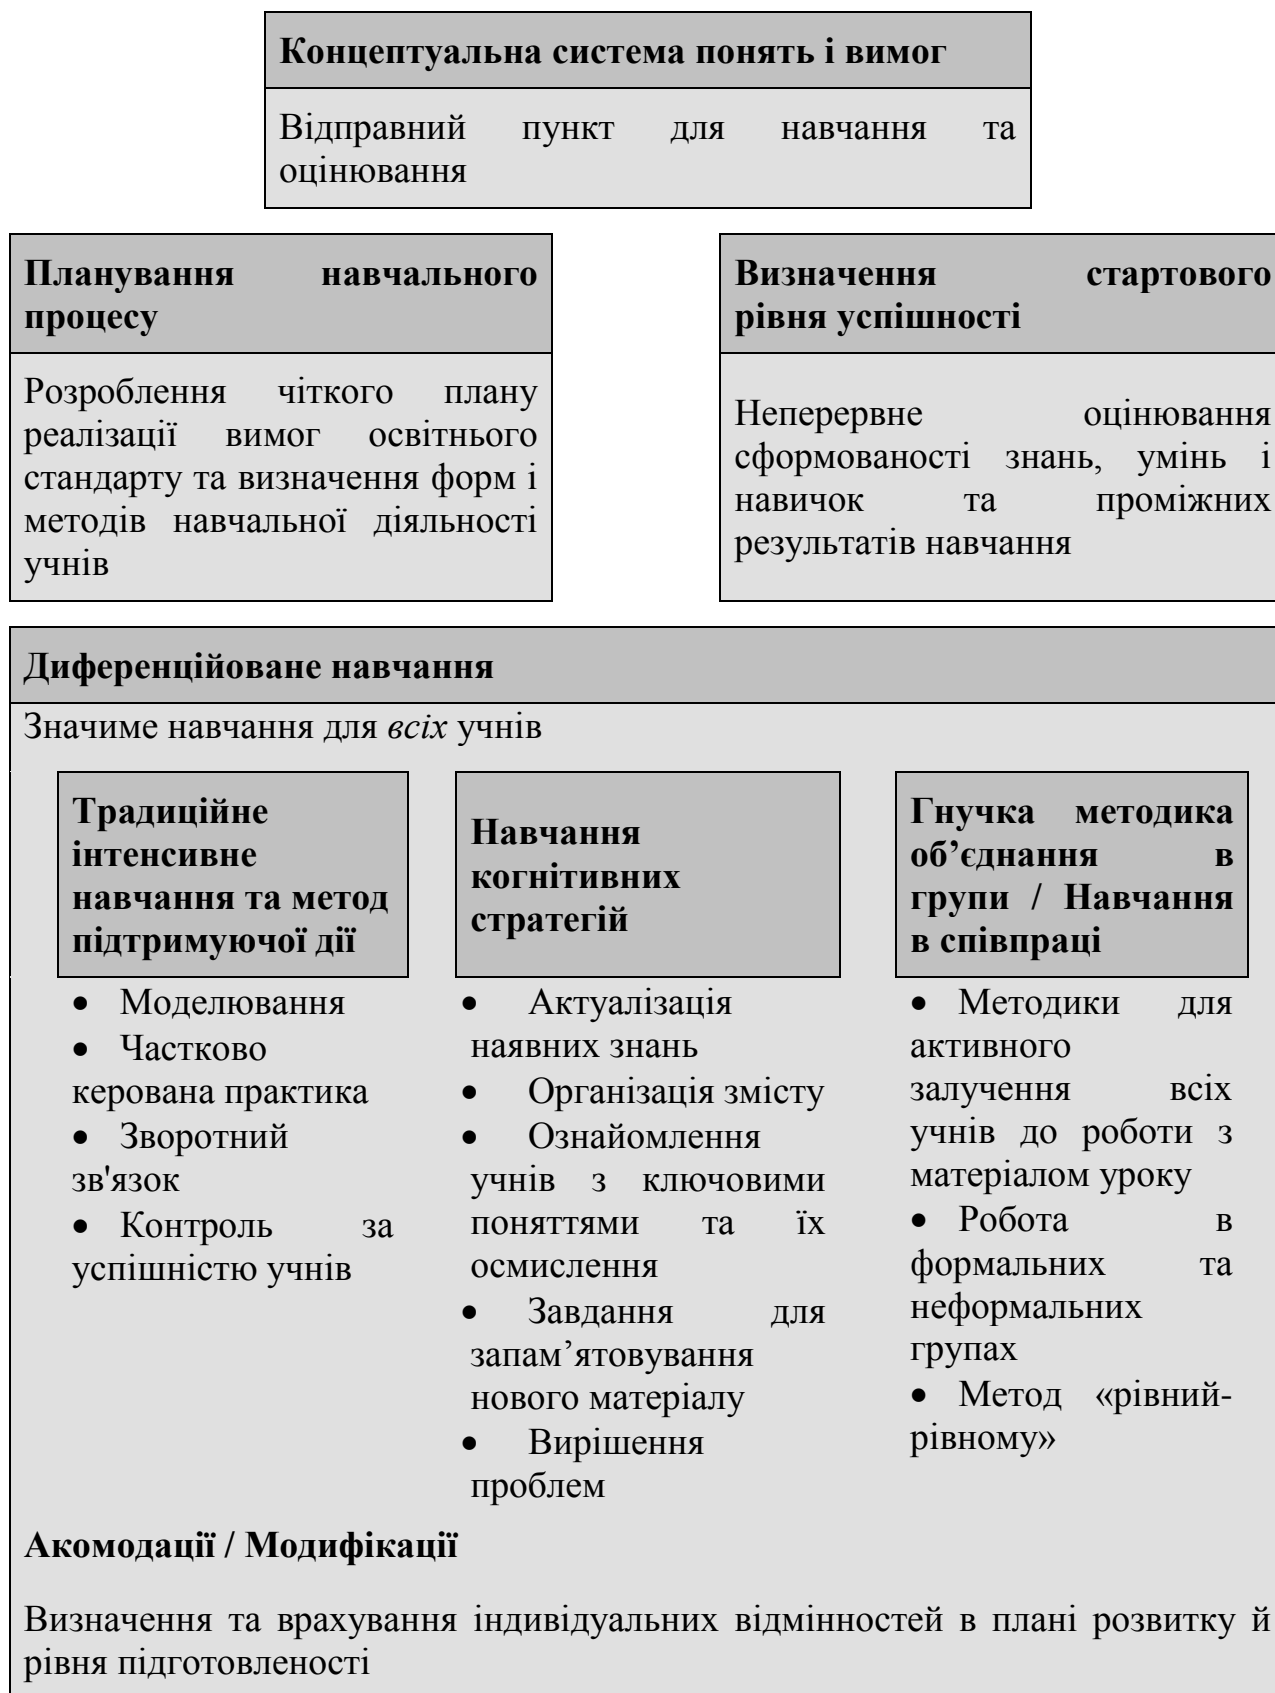 Концептуальна система понять і вимог
Відправний пункт для навчання та
оцінювання
Планування навчального
процесу
Розроблення чіткого плану
реалізації вимог освітнього
стандарту та визначення форм і
методів навчальної діяльності
учнів
Визначення стартового
рівня успішності
Неперервне оцінювання
сформованості знань, умінь і
навичок та проміжних
результатів навчання
Диференційоване навчання
Значиме навчання для всіх учнів
Традиційне
інтенсивне
навчання та метод
підтримуючої дії
• Моделювання
• Частково
керована практика
• Зворотний
зв'язок
• Контроль за
успішністю учнів
Навчання
когнітивних
стратегій
• Актуалізація
наявних знань
• Організація змісту
• Ознайомлення
учнів з ключовими
поняттями та їх
осмислення
• Завдання для
запам’ятовування
нового матеріалу
• Вирішення
проблем
Гнучка методика
об’єднання в
групи / Навчання
в співпраці
• Методики для
активного
залучення всіх
учнів до роботи з
матеріалом уроку
• Робота в
формальних та
неформальних
групах
• Метод «рівний-
рівному»
Акомодації / Модифікації
Визначення та врахування індивідуальних відмінностей в плані розвитку й
рівня підготовленості